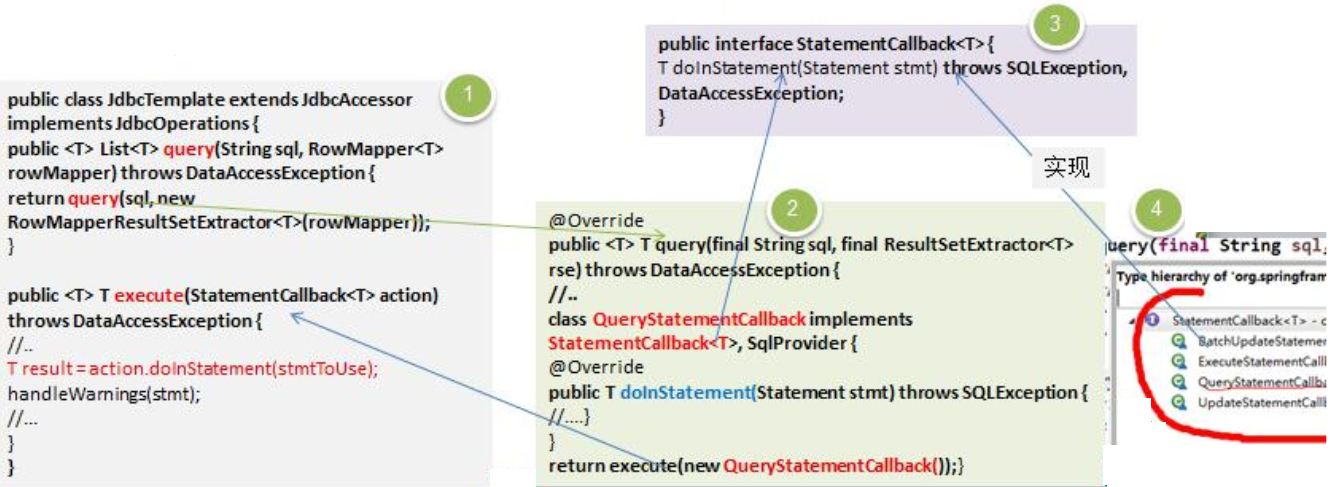 1
public class JdbcTemplate extends JdbcAccessor
implements JdbcOperations {
public <T> List<T> query(String sql, RowMapper<T>
rowMapper) throws DataAccessException {
return query(sql, new
RowMapperResultSetExtractor<T>(rowMapper));
}
public <T> T execute(StatementCallback<T> action)
throws DataAccessException {
//..
T result = action.doInStatement(stmtToUse);
handleWarnings(stmt);
//...
}
}
3
public interface StatementCallback<T> {
T doInStatement(Statement stmt) throws SQLException,
DataAccessException;
}
实现
2
@Override
public <T> T query(final String sql, final ResultSetExtractor<T>
rse) throws DataAccessException {
//..
class QueryStatementCallback implements
StatementCallback<T>, SqlProvider {
@Override
public T doInStatement(Statement stmt) throws SQLException {
//....}
}
return execute(new QueryStatementCallback());}
4
uery(final String sql,
Type hierarchy of 'org.springfram
StatementCallback<T> - 
BatchUpdateStatemen
ExecuteStatementCall
QueryStatementCallba
UpdateStatementCall